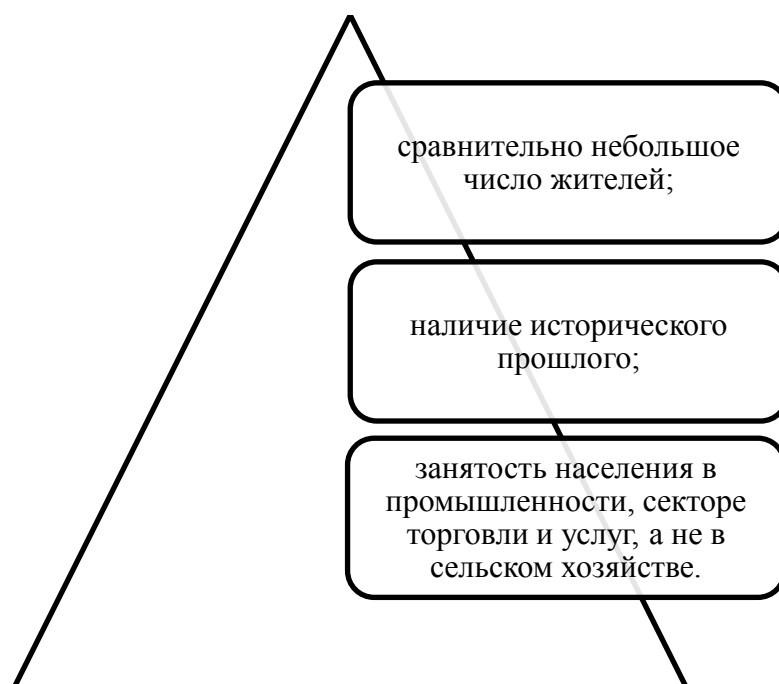 сравнительно небольшое
число жителей;
наличие исторического
прошлого;
занятость населения в
промышленности, секторе
торговли и услуг, а не в
сельском хозяйстве.